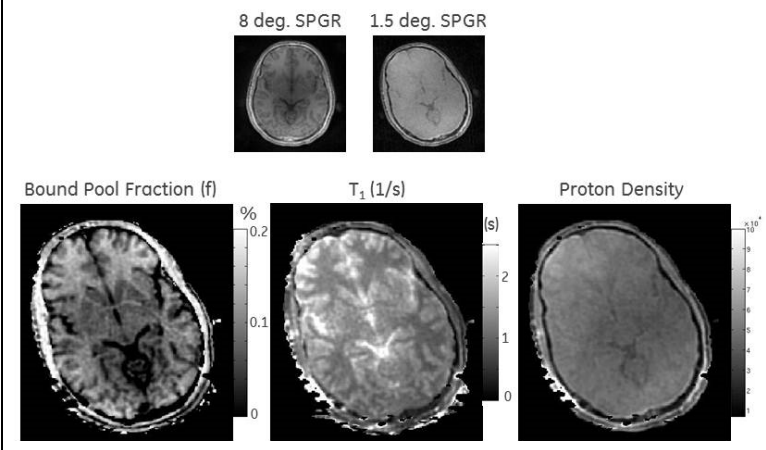 8 deg. SPGR 1.5 deg. SPGR
Bound Pool Fraction (f) T₁ (1/s) Proton Density
% (s) ×10
0.2 0.1 0
2 1 0
10 9 8 7 6 5 4 3 2 1